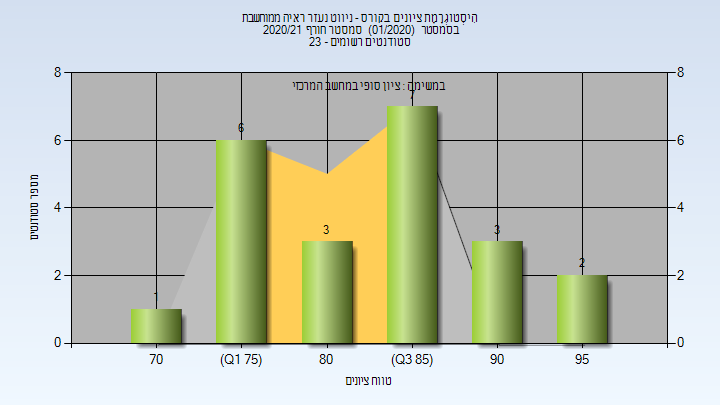 היסטוגרמת ציונים בקורס - ניווט נעזר ראיה ממוחשבת
בסמסטר (01/2020) סמסטר חורף 2020/21
סטודנטים רשומים - 23
במשימה : ציון סופי במחשב המרכזי
8 8
7
6 6 6
מספר סטודנטים
4 4
3 3
2 2 2
1
0 0
70 (Q1 75) 80 (Q3 85) 90 95
טווח ציונים